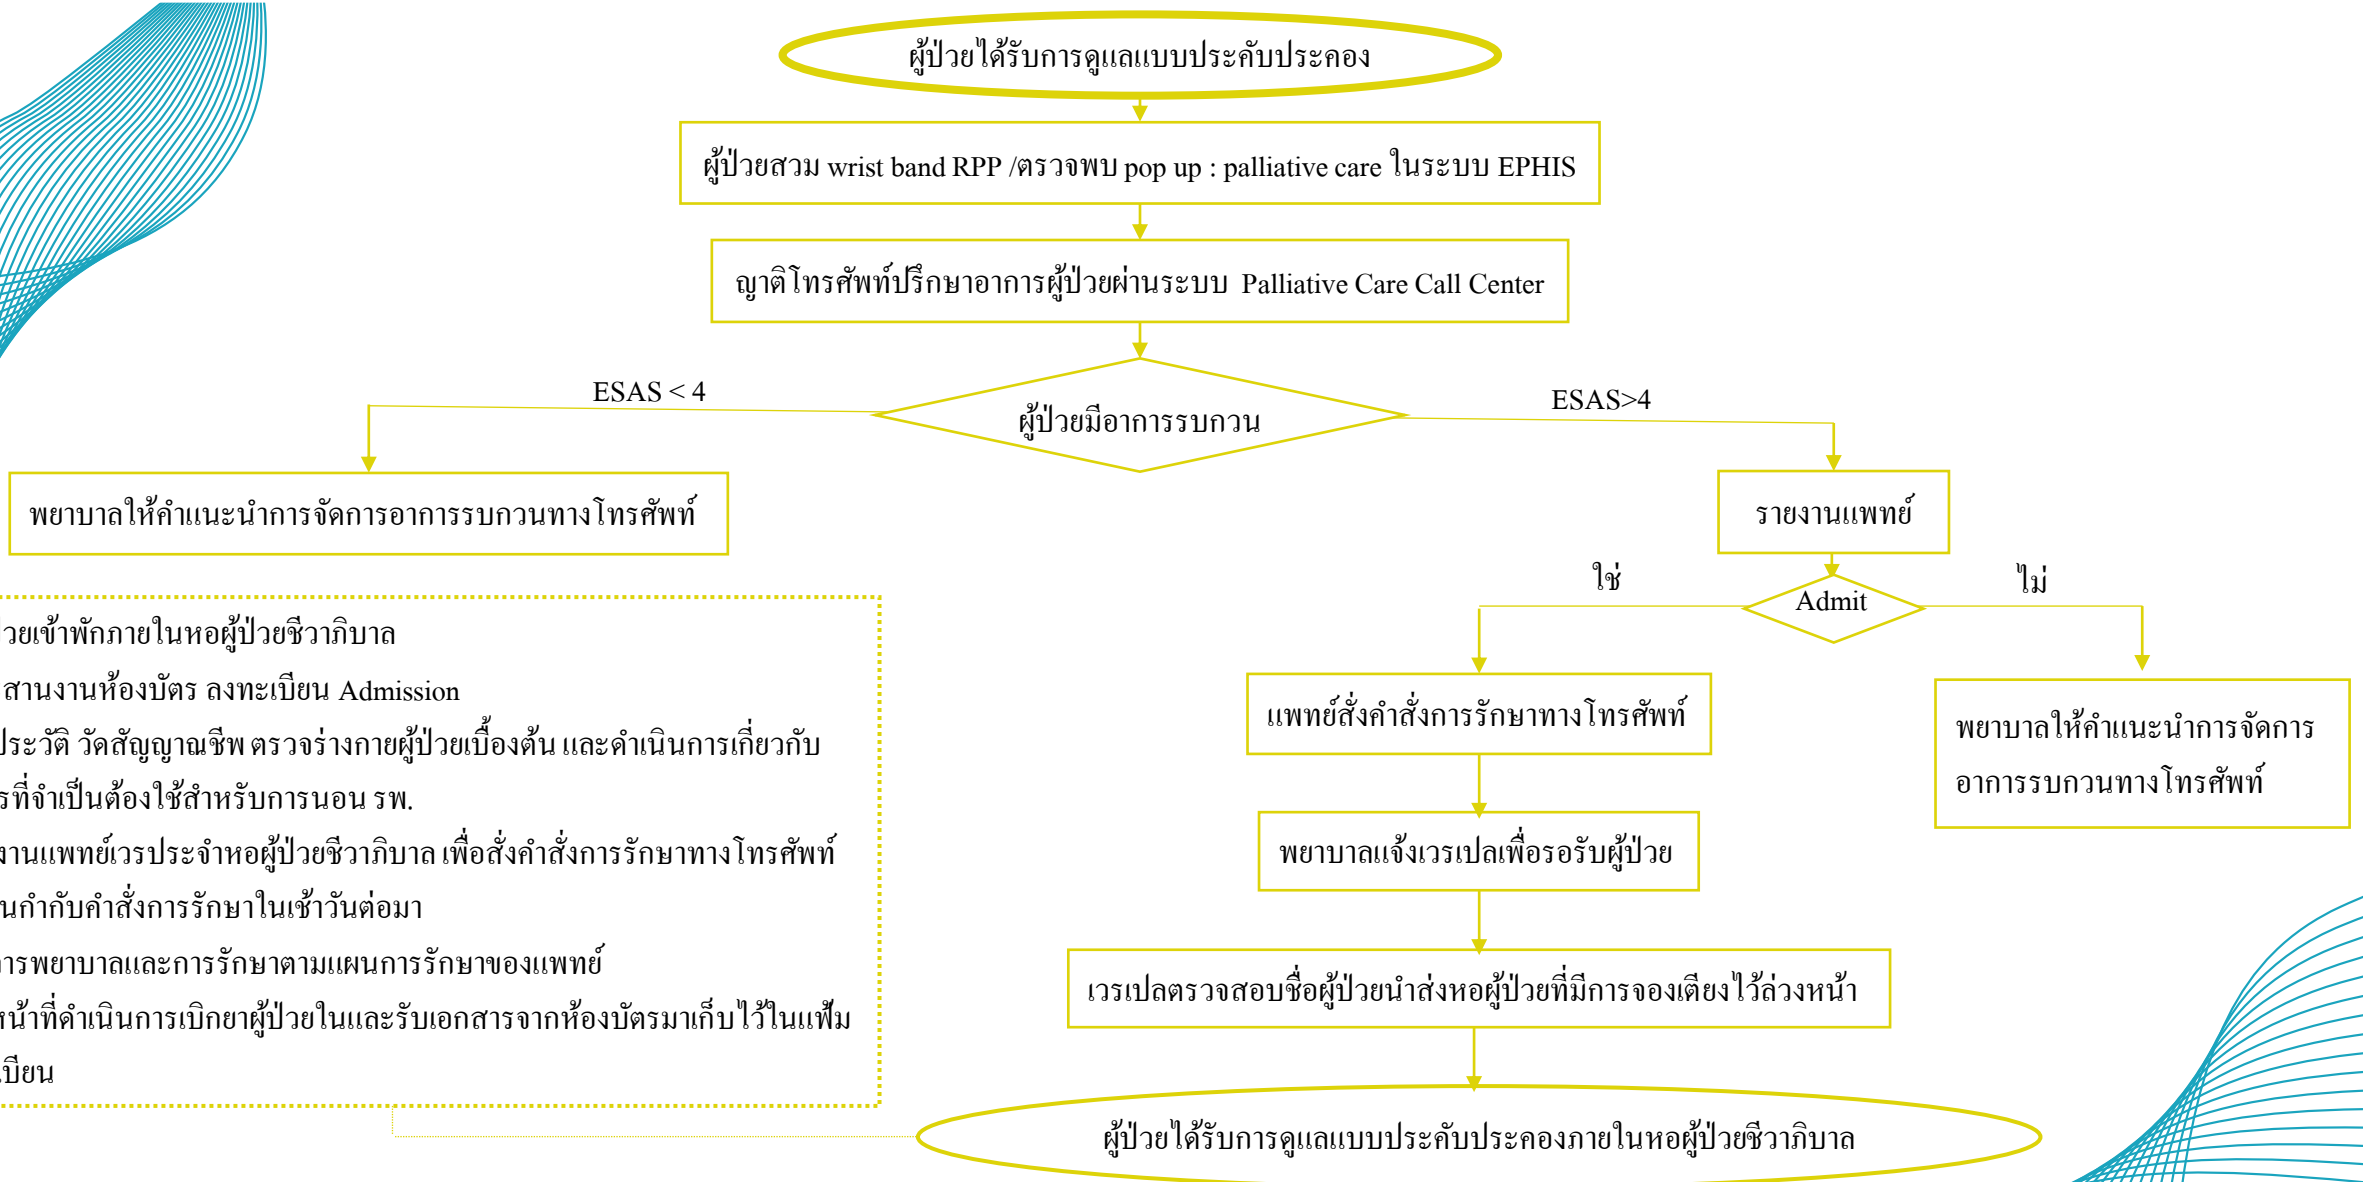 ผู้ป่วยได้รับการดูแลแบบประคับประคอง
ผู้ป่วยสวม wrist band RPP /ตรวจพบ pop up : palliative care ในระบบ EPHIS
ญาติโทรศัพท์ปรึกษาอาการผู้ป่วยผ่านระบบ Palliative Care Call Center
ESAS < 4
ผู้ป่วยมีอาการรบกวน
ESAS>4
พยาบาลให้คำแนะนำการจัดการอาการรบกวนทางโทรศัพท์
รายงานแพทย์
ใช่
Admit
ไม่
แพทย์สั่งคำสั่งการรักษาทางโทรศัพท์
พยาบาลให้คำแนะนำการจัดการ
อาการรบกวนทางโทรศัพท์
พยาบาลแจ้งเวรเปลเพื่อรอรับผู้ป่วย
เวรเปลตรวจสอบชื่อผู้ป่วยนำส่งหอผู้ป่วยที่มีการจองเตียงไว้ล่วงหน้า
ผู้ป่วยได้รับการดูแลแบบประคับประคองภายในหอผู้ป่วยชีวาภิบาล
ป่วยเข้าพักภายในหอผู้ป่วยชีวาภิบาล
สานงานห้องบัตร ลงทะเบียน Admission
ประวัติ วัดสัญญาณชีพ ตรวจร่างกายผู้ป่วยเบื้องต้น และดำเนินการเกี่ยวกับ
รที่จำเป็นต้องใช้สำหรับการนอน รพ.
งานแพทย์เวรประจำหอผู้ป่วยชีวาภิบาล เพื่อสั่งคำสั่งการรักษาทางโทรศัพท์
นกำกับคำสั่งการรักษาในเช้าวันต่อมา
ารพยาบาลและการรักษาตามแผนการรักษาของแพทย์
หน้าที่ดำเนินการเบิกยาผู้ป่วยในและรับเอกสารจากห้องบัตรมาเก็บไว้ในแฟ้ม
เบียน